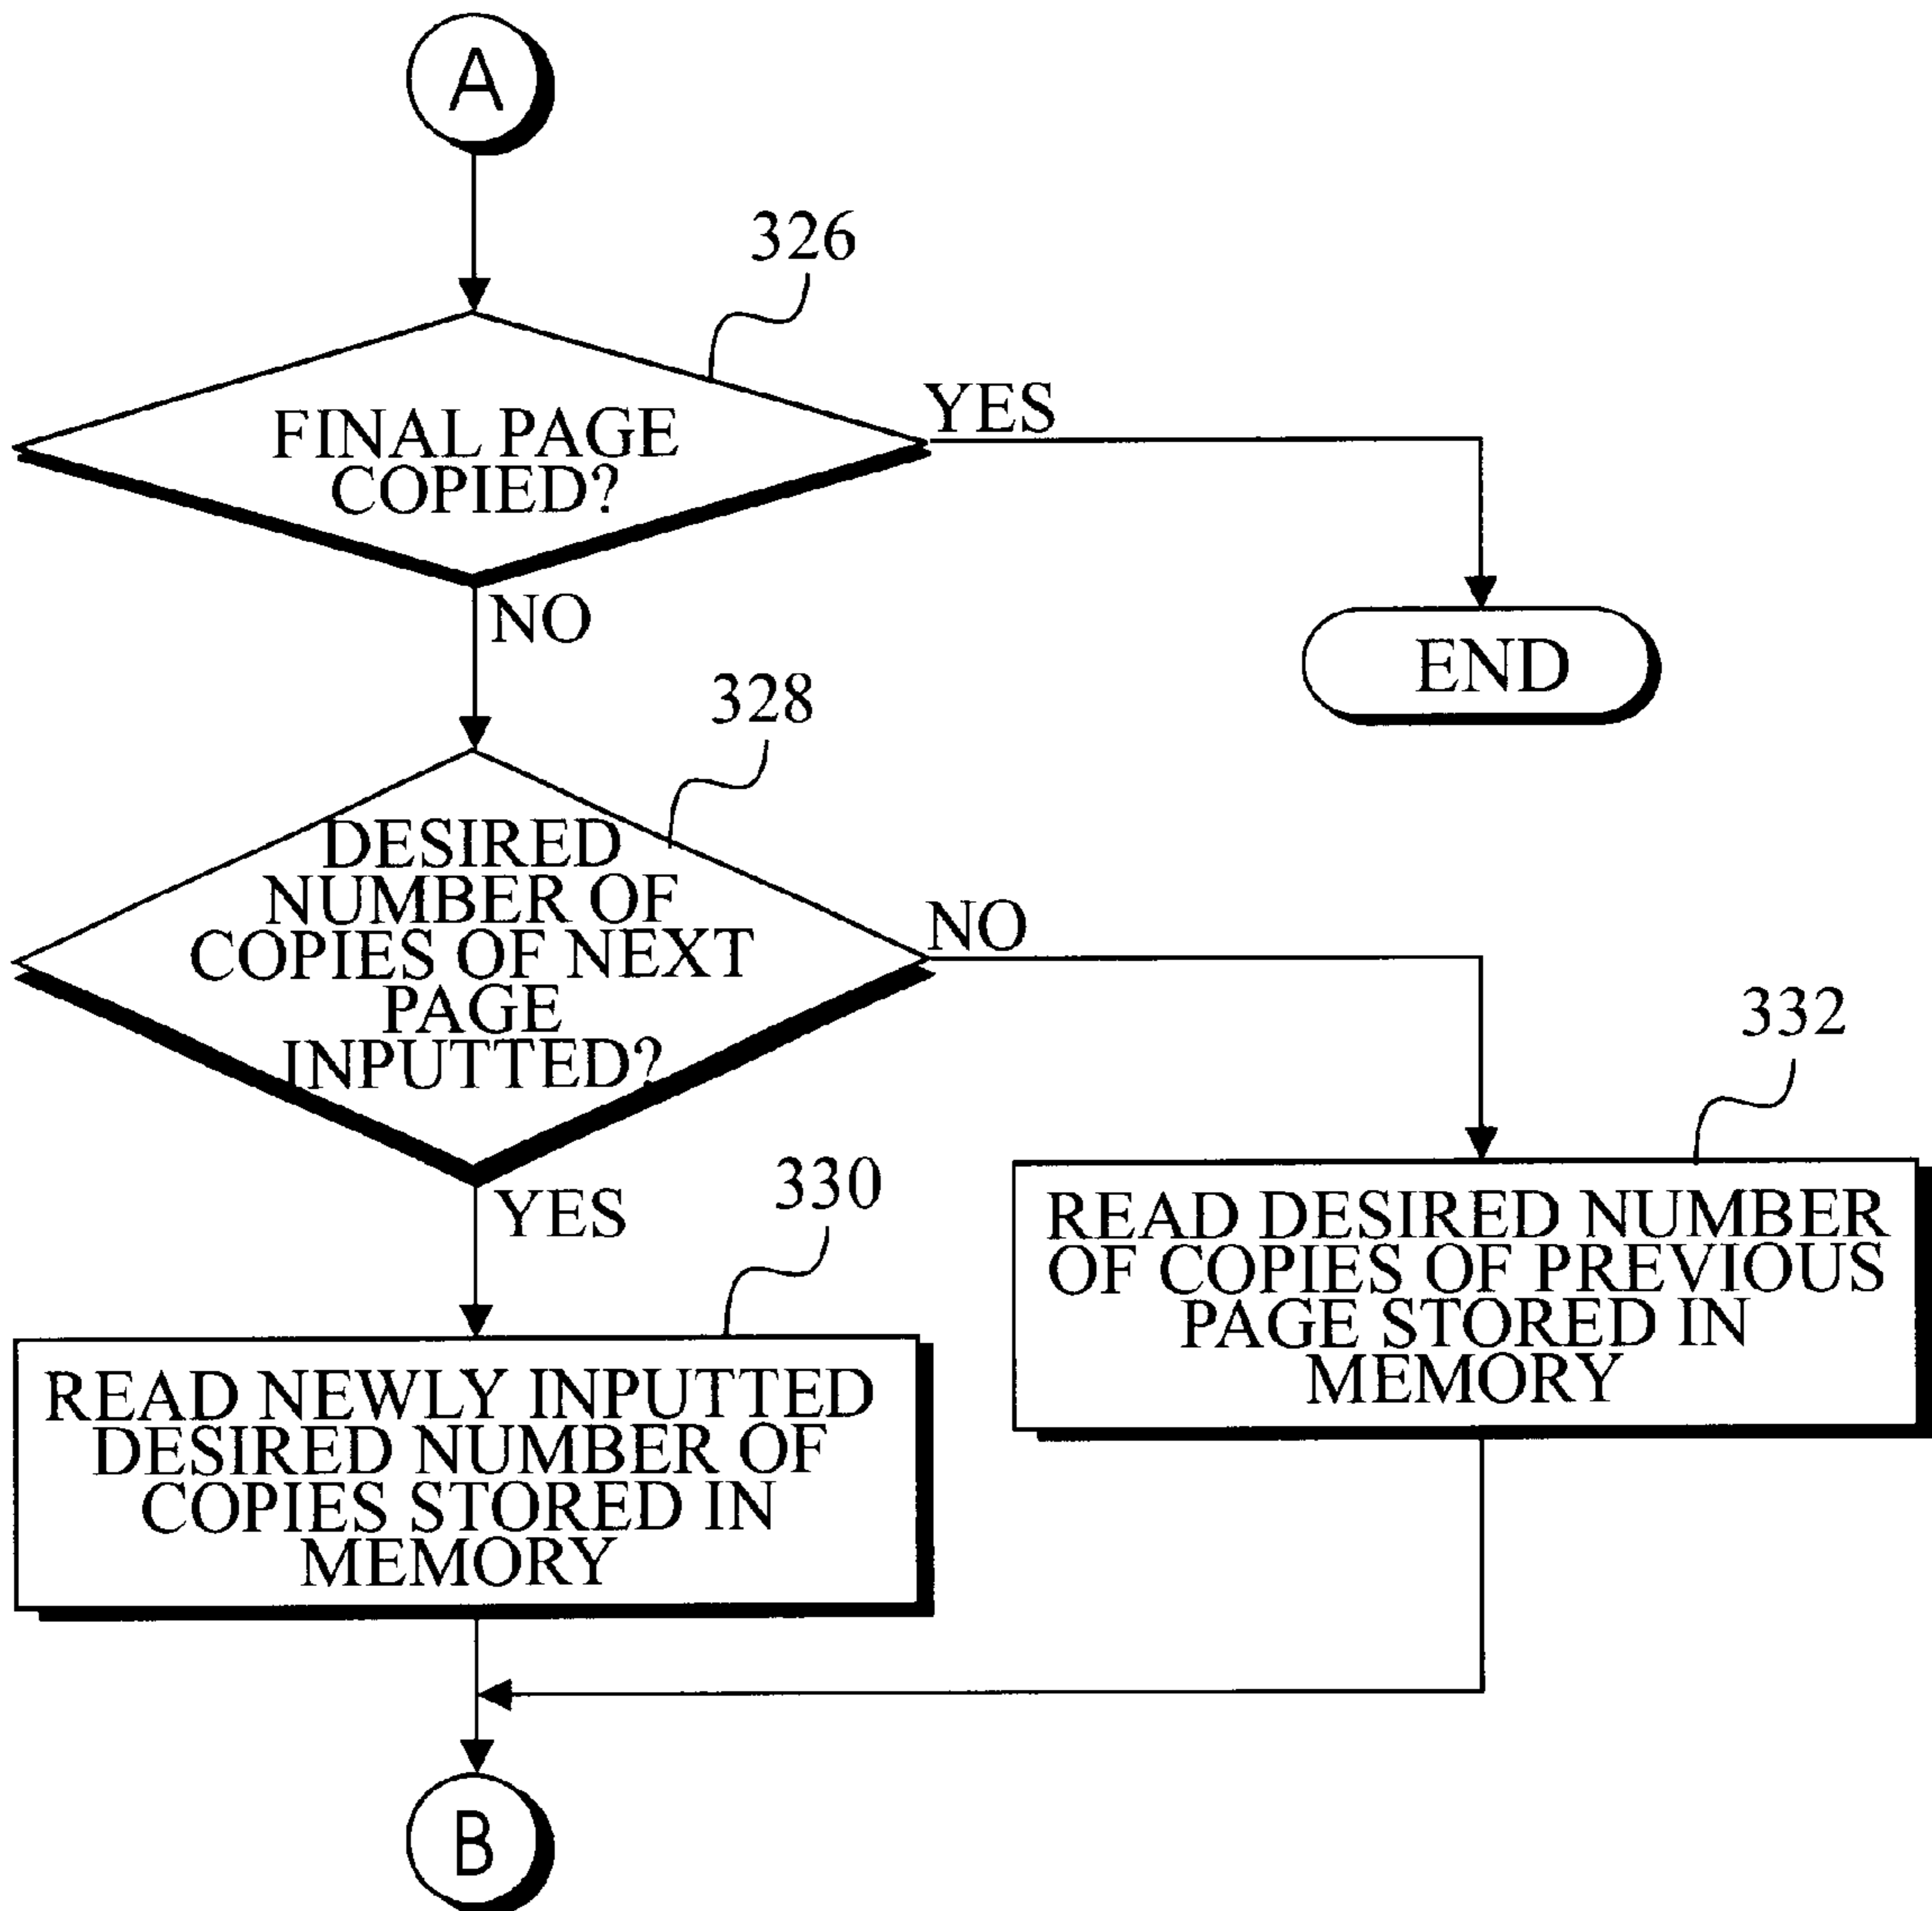 A
326
FINAL PAGE
COPIED?
YES
NO
END
328
DESIRED
NUMBER OF
COPIES OF NEXT
PAGE
INPUTTED?
NO
YES
332
READ DESIRED NUMBER
OF COPIES OF PREVIOUS
PAGE STORED IN
MEMORY
330
READ NEWLY INPUTTED
DESIRED NUMBER OF
COPIES STORED IN
MEMORY
B